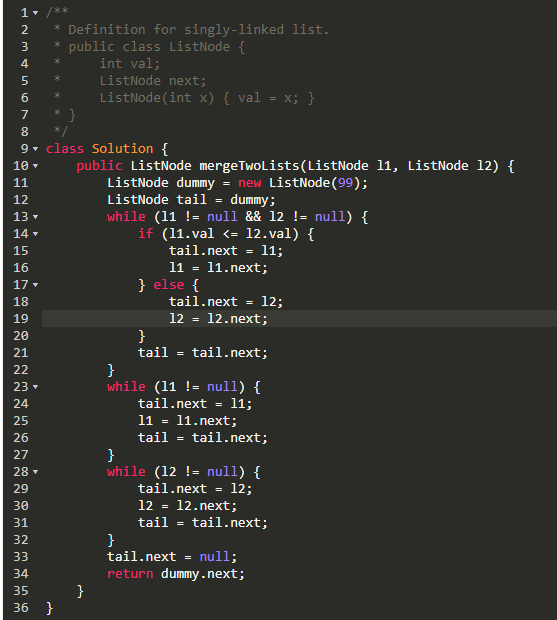 1 /**
2  * Definition for singly-linked list.
3  * public class ListNode {
4  *     int val;
5  *     ListNode next;
6  *     ListNode(int x) { val = x; }
7  * }
8  */
9 class Solution {
10     public ListNode mergeTwoLists(ListNode l1, ListNode l2) {
11         ListNode dummy = new ListNode(99);
12         ListNode tail = dummy;
13         while (l1 != null && l2 != null) {
14             if (l1.val <= l2.val) {
15                 tail.next = l1;
16                 l1 = l1.next;
17             } else {
18                 tail.next = l2;
19                 l2 = l2.next;
20             }
21             tail = tail.next;
22         }
23         while (l1 != null) {
24             tail.next = l1;
25             l1 = l1.next;
26             tail = tail.next;
27         }
28         while (l2 != null) {
29             tail.next = l2;
30             l2 = l2.next;
31             tail = tail.next;
32         }
33         tail.next = null;
34         return dummy.next;
35     }
36 }